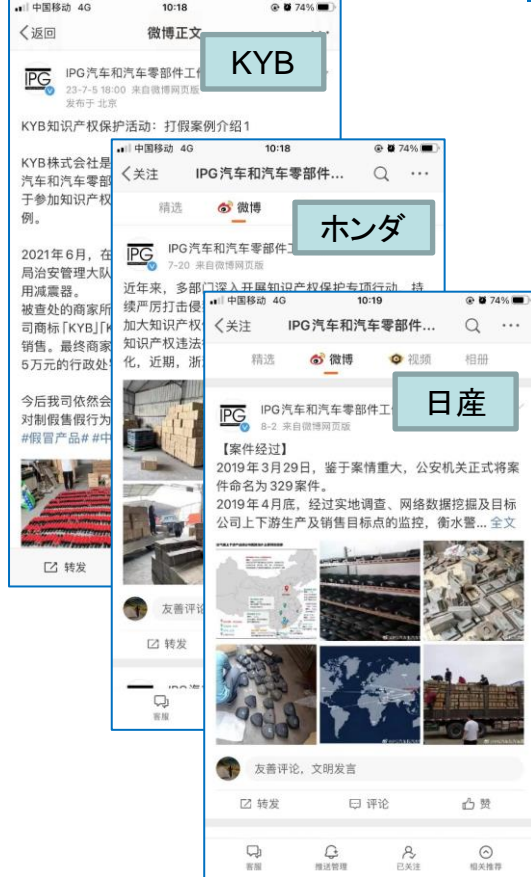 中国移动 4G 10:18 74%
返回 微博正文 ...
KYB
IPG IPG汽车和汽车零部件工
23-7-5 18:00 来自微博网页版
发布于 北京
KYB知识产权保护活动：打假案例介绍1
KYB株式会社是
汽车和汽车零部
于参加知识产权
例。
2021年6月，在
局治安管理大队
用减震器。
被查处的商家所
司商标「KYB」「K
销售。最终商家
5万元的行政处
今后我司依然会
对制假售假行为
#假冒产品# #中
转发
中国移动 4G 10:18 74%
关注 IPG汽车和汽车零部件... ...
精选 微博
ホンダ
IPG IPG汽车和汽车零部件工
7-20 来自微博网页版
近年来，多部门深入开展知识产权保护专项行动，持
续严厉打击侵
加大知识产权
知识产权违法
化，近期，浙
友善评论
转发
客服
中国移动 4G 10:19 74%
关注 IPG汽车和汽车零部件... ...
精选 微博 视频 相册
日産
IPG IPG汽车和汽车零部件工
8-2 来自微博网页版
【案件经过】
2019年3月29日，鉴于案情重大，公安机关正式将案
件命名为329案件。
2019年4月底，经过实地调查、网络数据挖掘及目标
公司上下游生产及销售目标点的监控，衡水警... 全文
友善评论，文明发言
转发 评论 赞
客服 推送管理 已关注 相关推荐